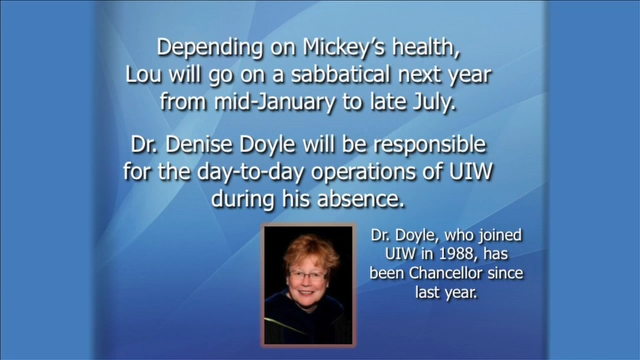 Depending on Mickey's health,
Lou will go on a sabbatical next year
from mid-January to late July.
Dr. Denise Doyle will be responsible
for the day-to-day operations of UIW
during his absence.
Dr. Doyle, who joined
UIW in 1988, has
been Chancellor since
last year.